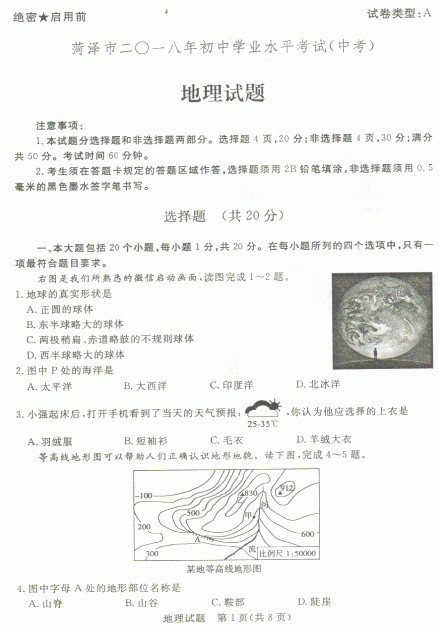 绝密★启用前
试卷类型:A
菏泽市二〇一八年初中学业水平考试(中考)
地理试题
注意事项:
1.本试题分选择题和非选择题两部分。选择题4页,20分;非选择题4页,30分;满分
共50分。考试时间60分钟。
2.考生须在答题卡规定的答题区域作答,选择题须用2B铅笔填涂,非选择题须用0.5
毫米的黑色墨水签字笔书写。
选择题 (共20分)
一、本大题包括20个小题,每小题1分,共20分。在每小题所列的四个选项中,只有一
项最符合题目要求。
右图是我们所熟悉的微信启动画面,读图完成1~2题。
1.地球的真实形状是
A.正圆的球体
B.东半球略大的球体
C.两极稍扁、赤道略鼓的不规则球体
D.西半球略大的球体
2.图中P处的海洋是
A.太平洋 B.大西洋 C.印度洋 D.北冰洋
3.小强起床后,打开手机看到了当天的天气预报: ,你认为他应选择的上衣是
25-35℃
A.羽绒服 B.短袖衫 C.毛衣 D.羊绒大衣
等高线地形图可以帮助人们正确认识地形地貌。读下图,完成4~5题。
100
500
830
912
河
甲
乙
200
A
600
300
流
比例尺 1:50000
某地等高线地形图
4.图中字母A处的地形部位名称是
A.山脊 B.山谷 C.鞍部 D.陡崖
地理试题 第1页(共8页)